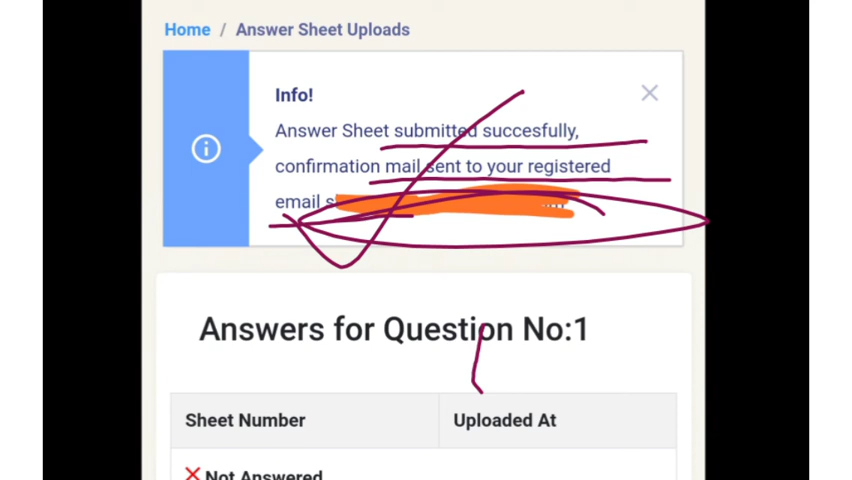 Home / Answer Sheet Uploads
Info!
Answer Sheet submitted succesfully,
confirmation mail sent to your registered
email
Answers for Question No:1
Sheet Number Uploaded At
Not Answered